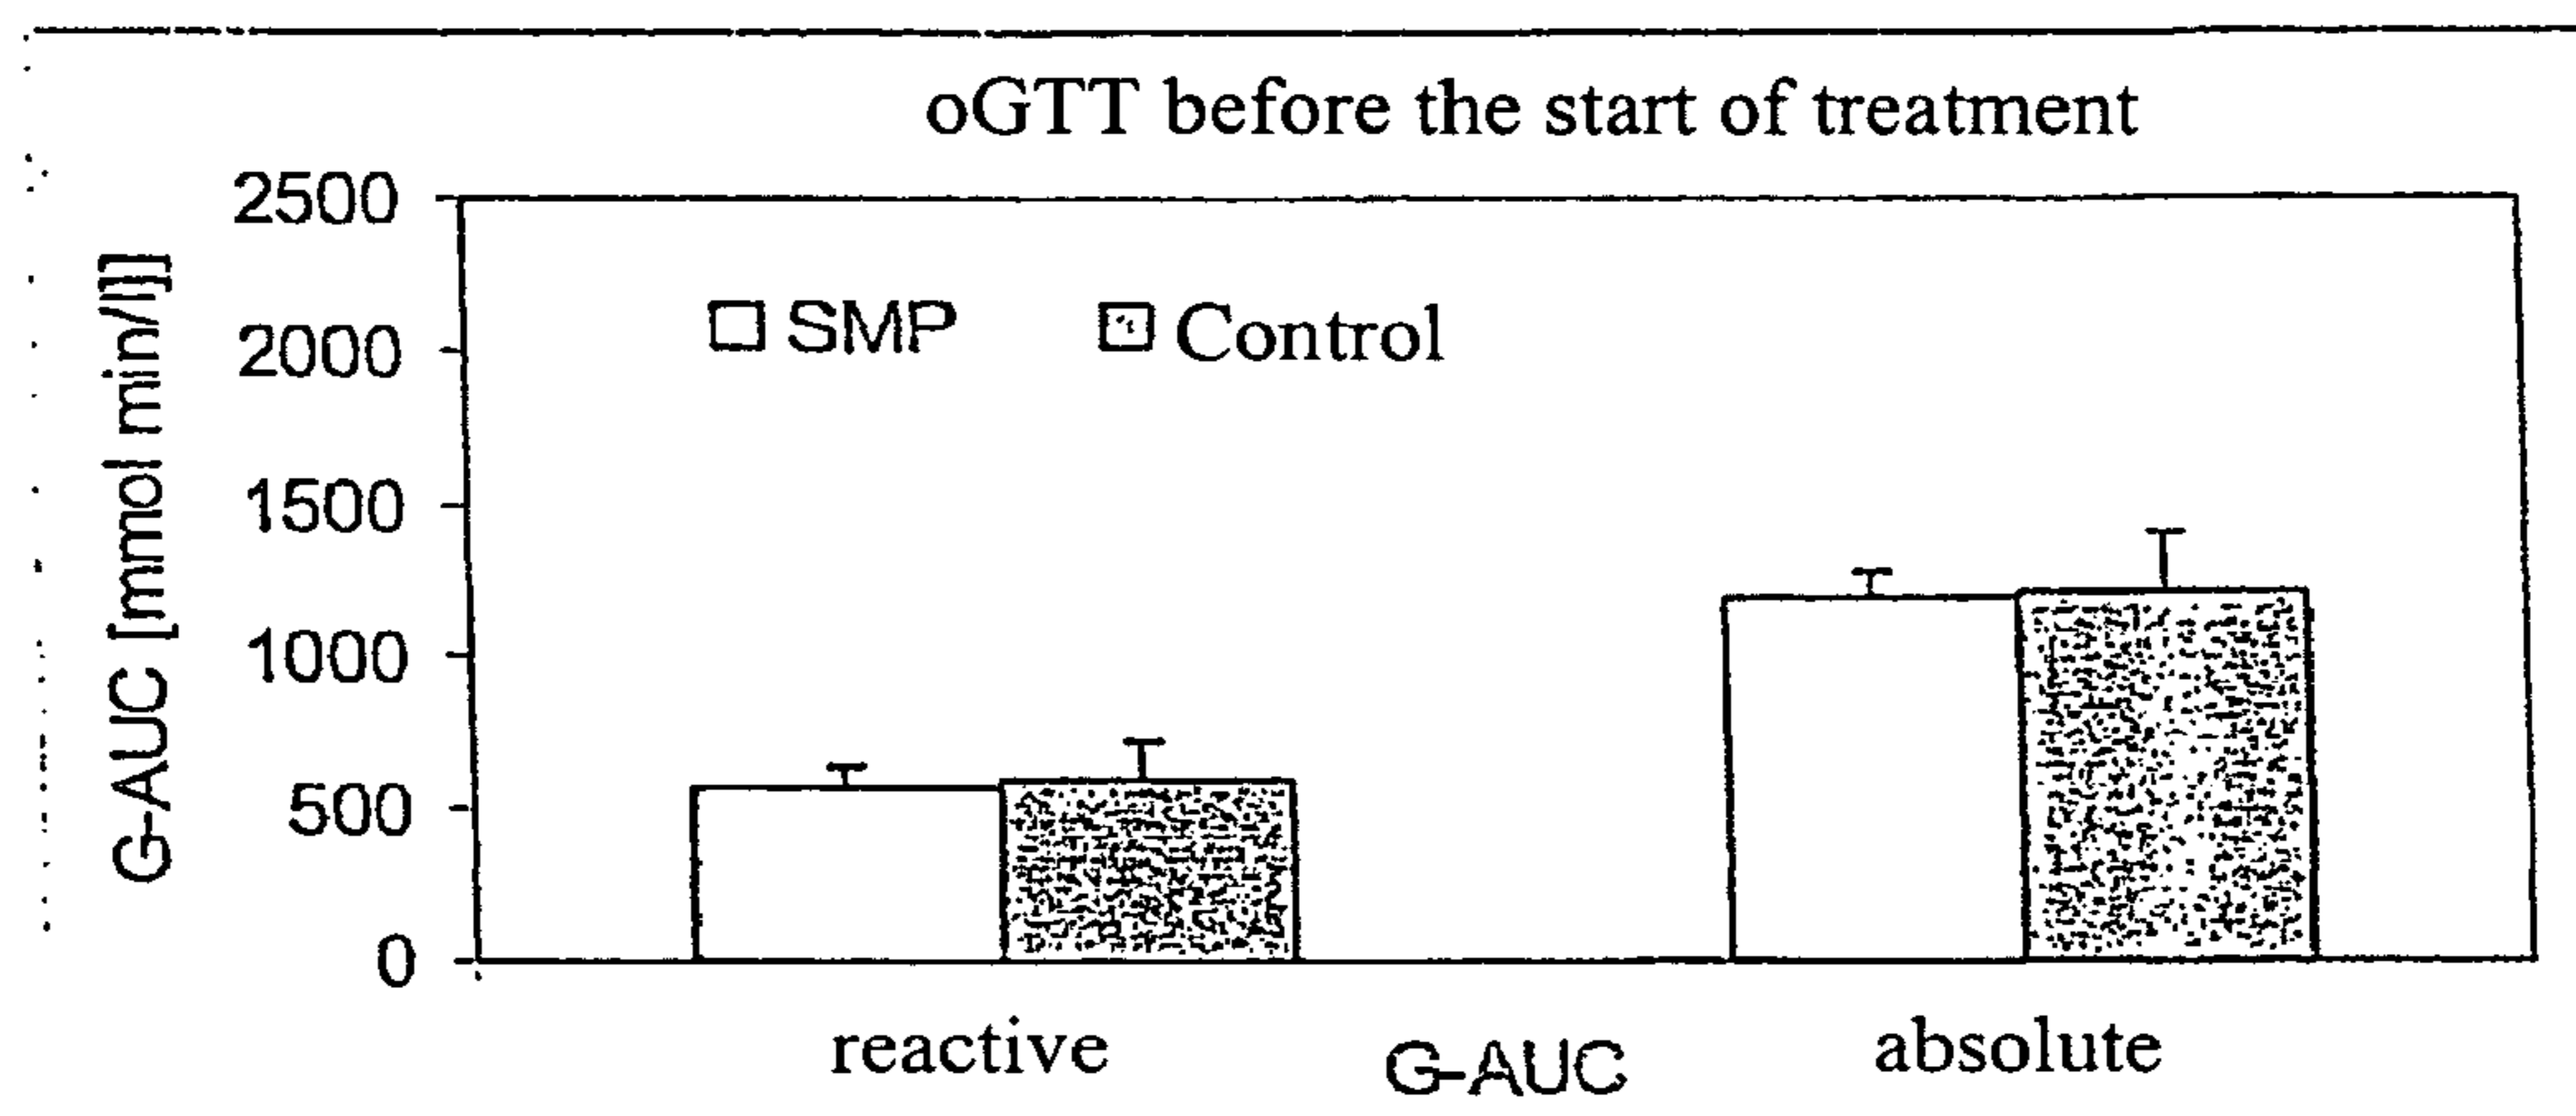 oGTT before the start of treatment
2500
2000
1500
1000
500
0
G-AUC [mmol min/l]
SMP
Control
reactive
G-AUC
absolute